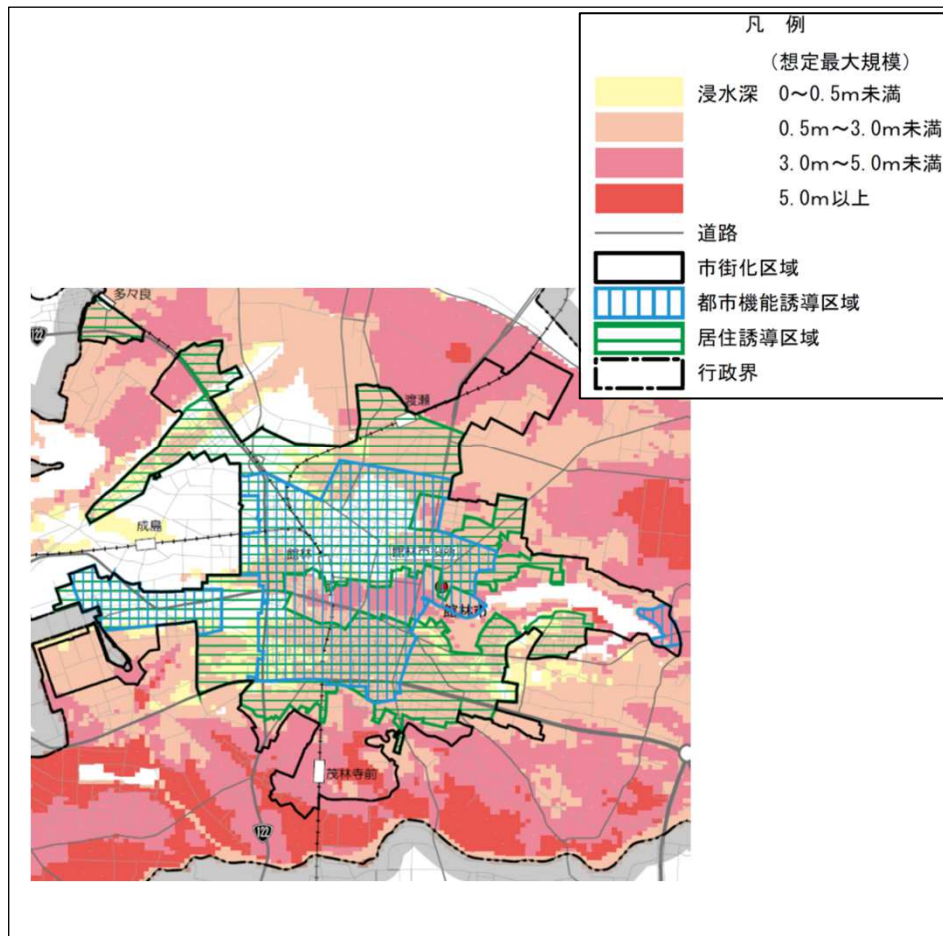 凡 例
(想定最大規模)
浸水深 0～0.5m未満
0.5m～3.0m未満
3.0m～5.0m未満
5.0m以上
道路
市街化区域
都市機能誘導区域
居住誘導区域
行政界
多々良
122
渡瀬
成島
館林
館林市役所
館林市
茂林寺前
122